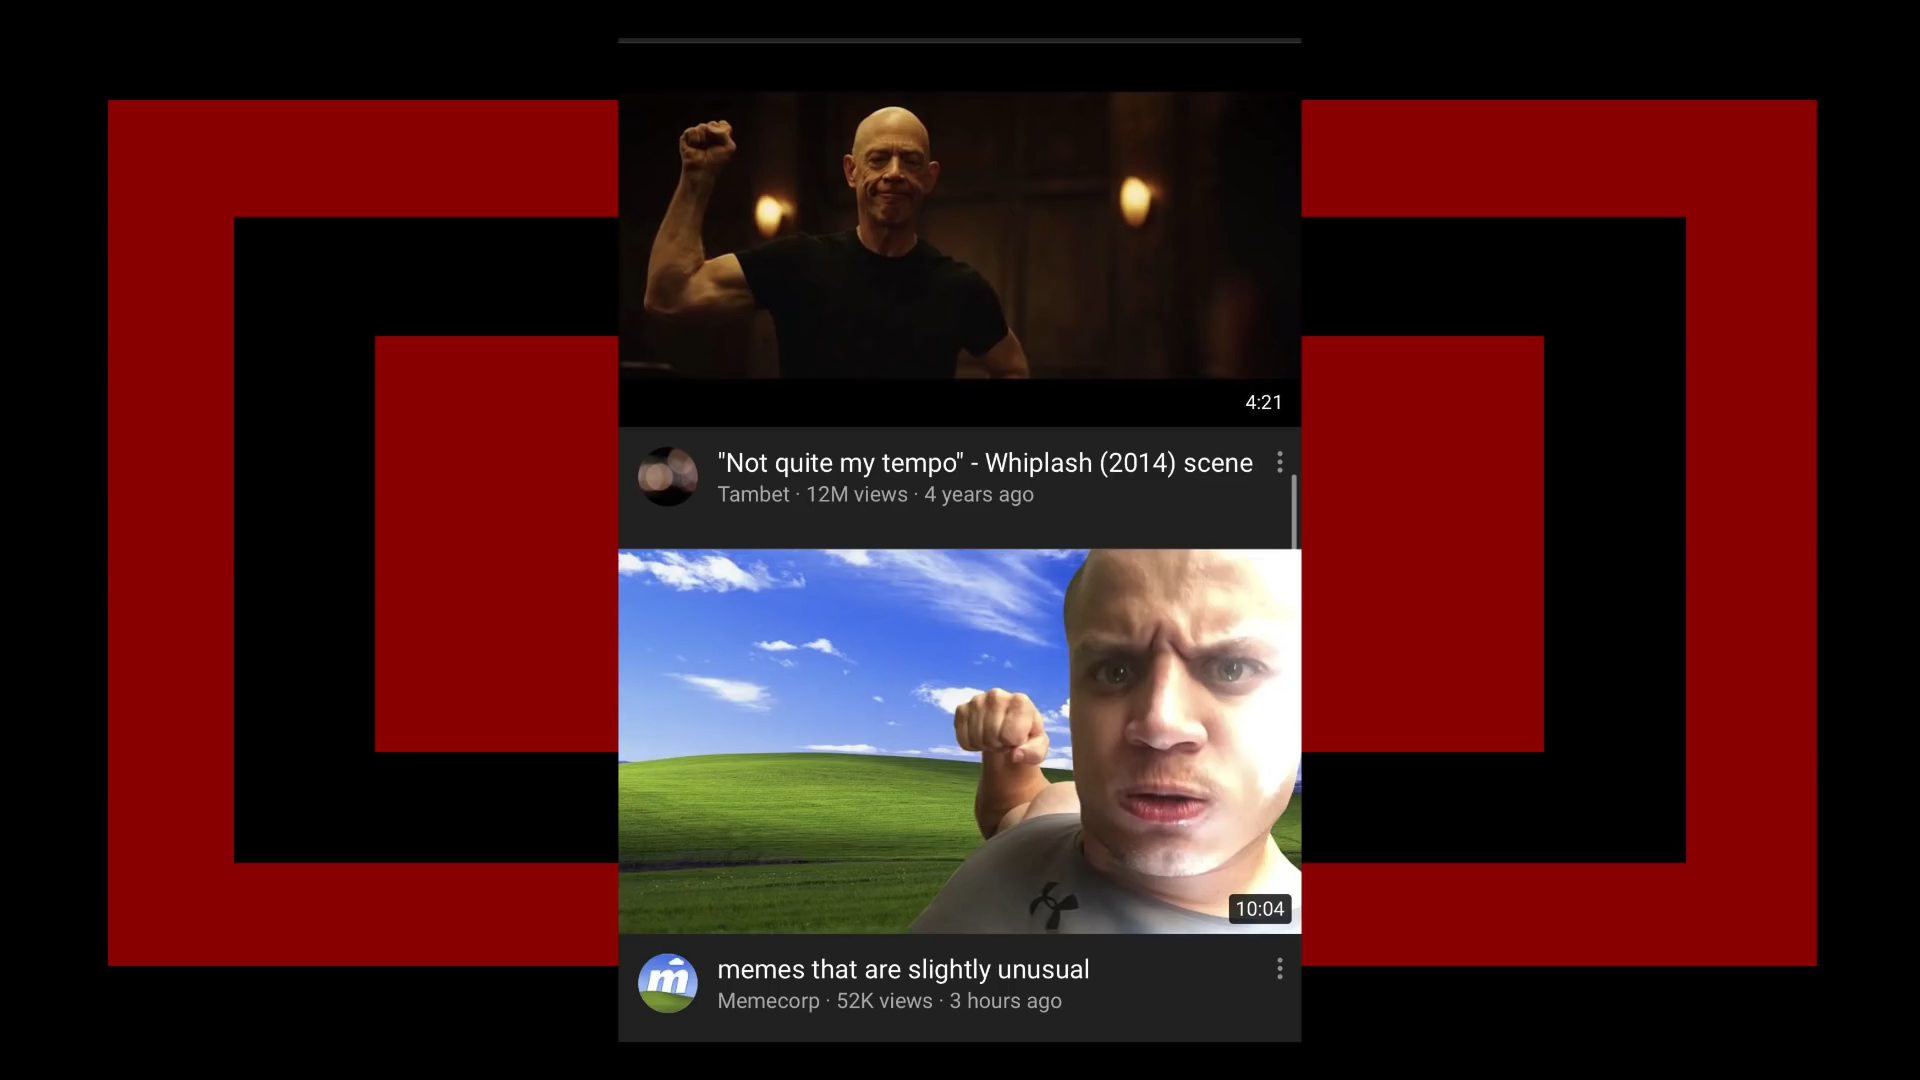 4:21
"Not quite my tempo" - Whiplash (2014) scene
Tambet · 12M views · 4 years ago
10:04
m
memes that are slightly unusual
Memecorp · 52K views · 3 hours ago